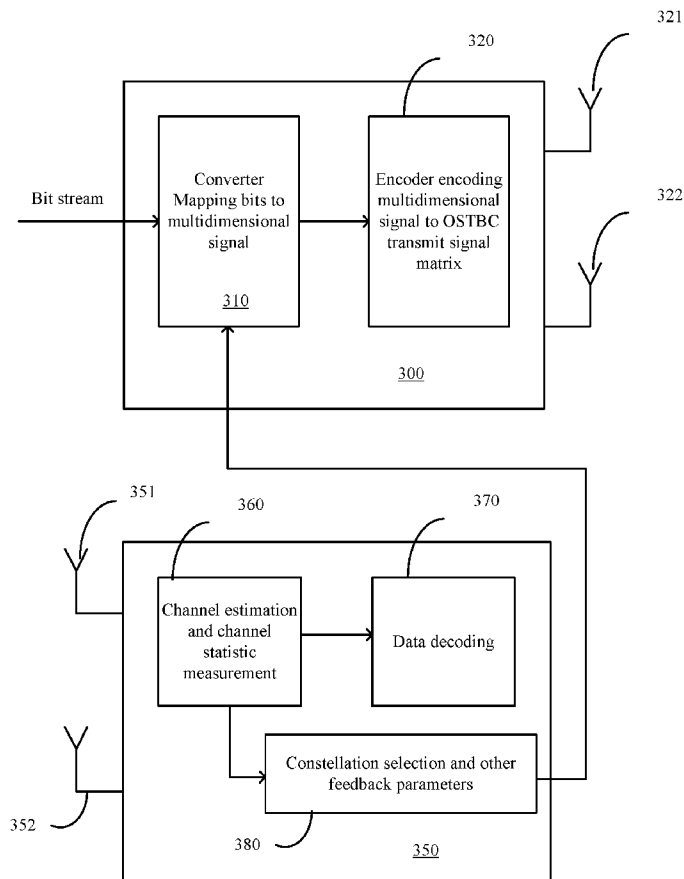 320
321
Bit stream
Converter
Mapping bits to
multidimensional
signal
310
Encoder encoding
multidimensional
signal to OSTBC
transmit signal
matrix
322
300
351
360
370
Channel estimation
and channel
statistic
measurement
Data decoding
Constellation selection and other
feedback parameters
352
380
350